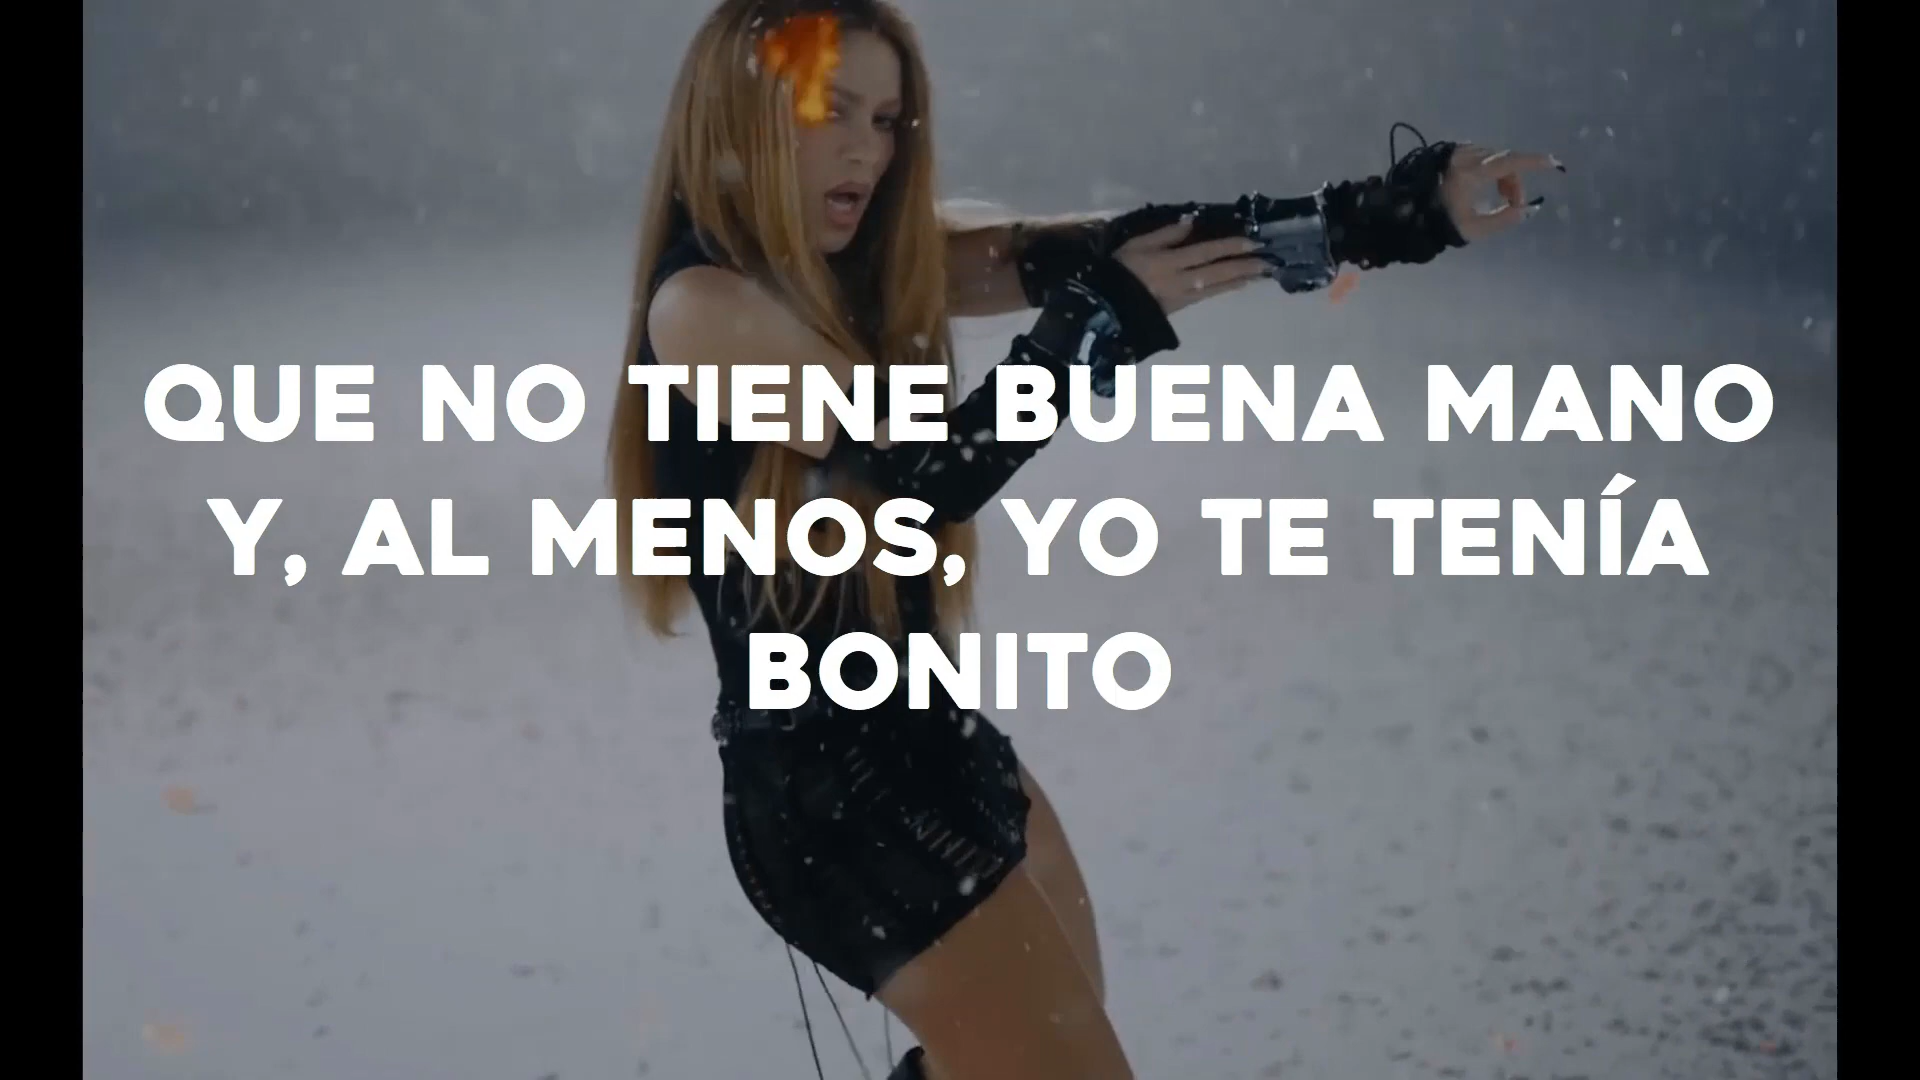 QUE NO TIENE BUENA MANO
Y, AL MENOS, YO TE TENÍA
BONITO